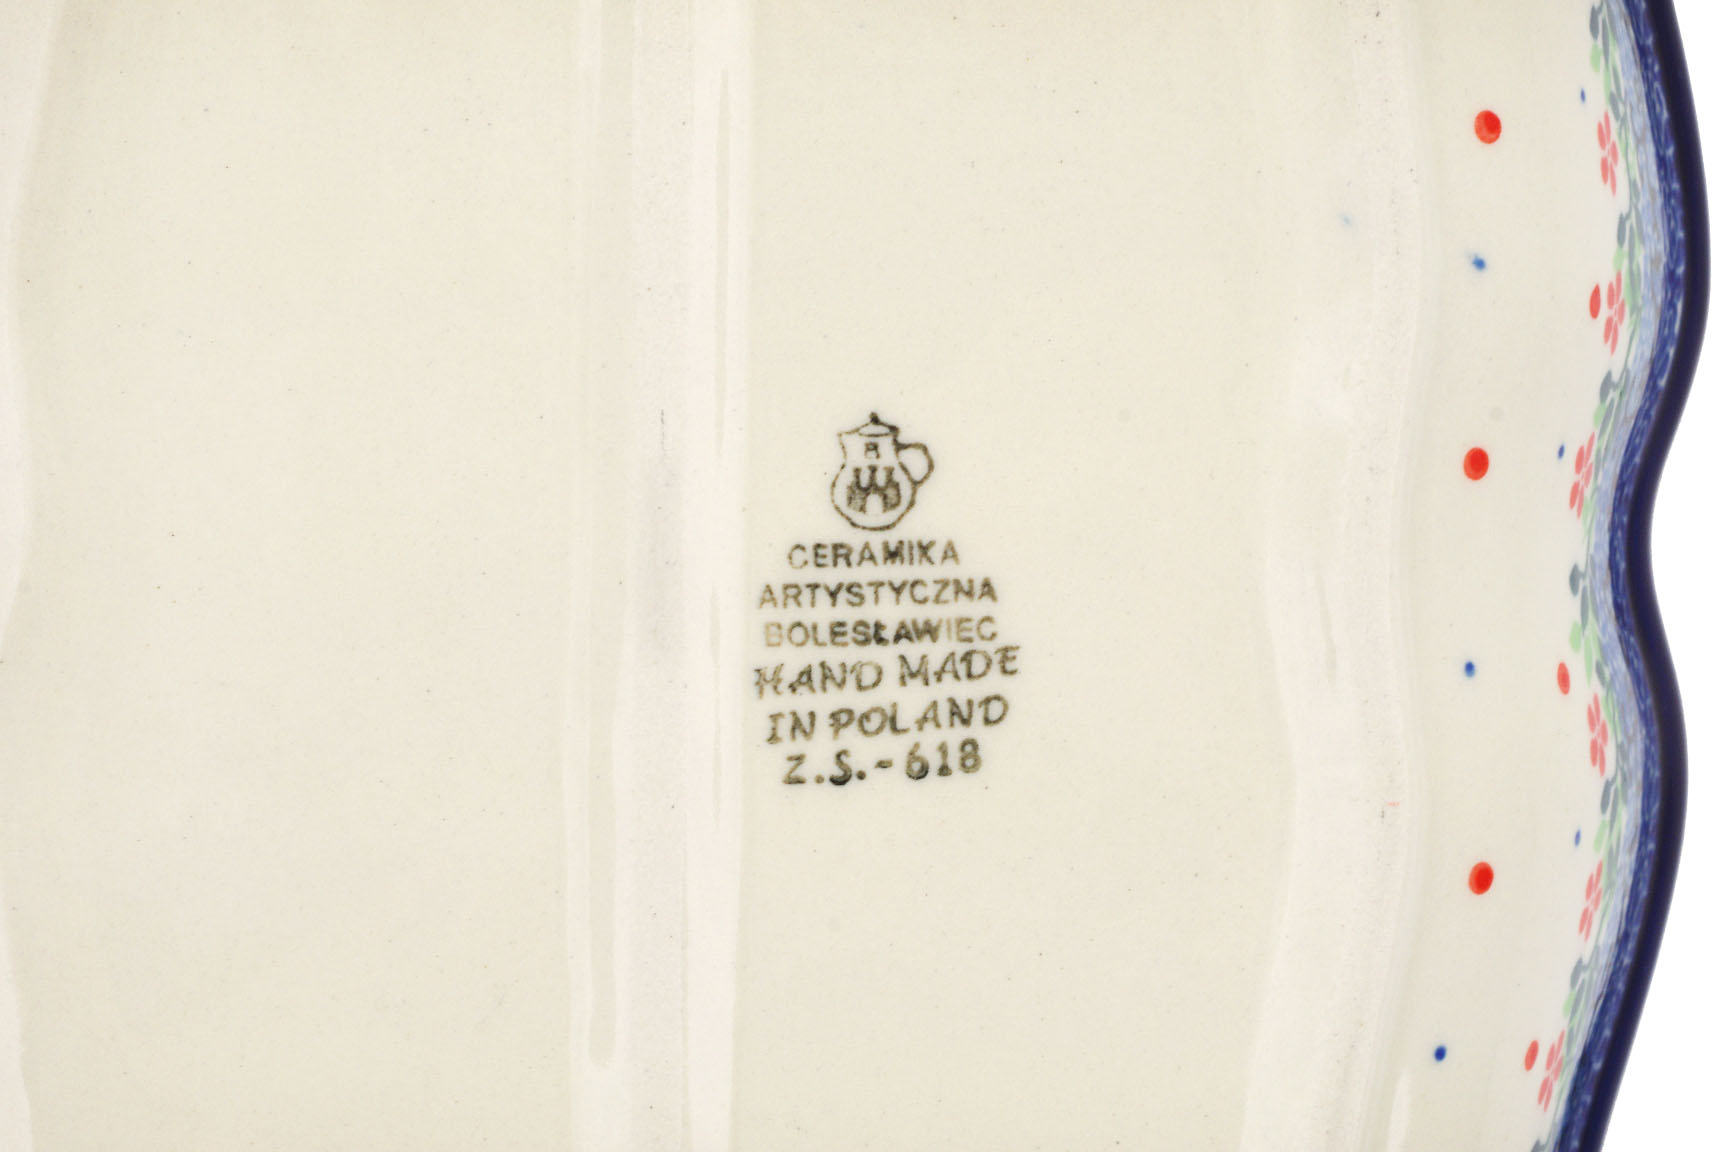 B
CERAMIKA
ARTYSTYCZNA
BOLESŁAWIEC
HAND MADE
IN POLAND
Z.S.-618